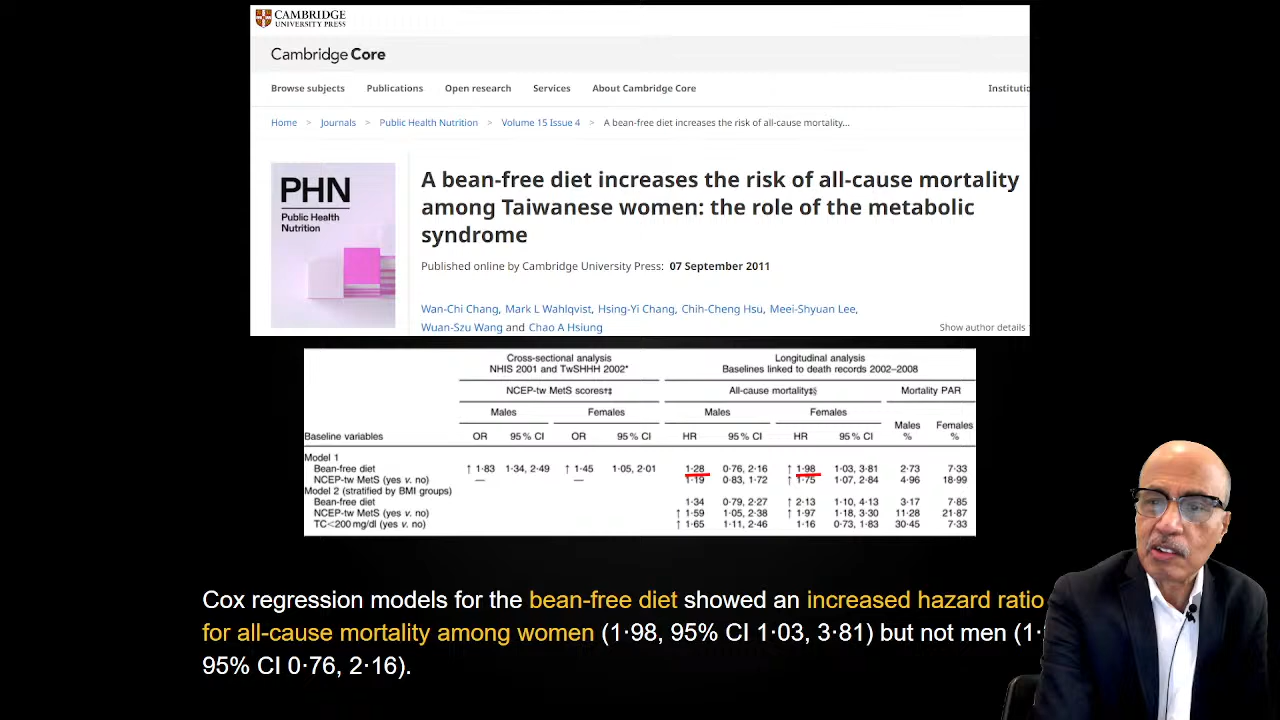 CAMBRIDGE
UNIVERSITY PRESS
Cambridge Core
Browse subjects Publications Open research Services About Cambridge Core Institutio
Home > Journals > Public Health Nutrition > Volume 15 Issue 4 > A bean-free diet increases the risk of all-cause mortality...
PHN
Public Health
Nutrition
A bean-free diet increases the risk of all-cause mortality
among Taiwanese women: the role of the metabolic
syndrome
Published online by Cambridge University Press: 07 September 2011
Wan-Chi Chang, Mark L Wahlqvist, Hsing-Yi Chang, Chih-Cheng Hsu, Meei-Shyuan Lee,
Wuan-Szu Wang and Chao A Hsiung
Show author details
Cross-sectional analysis Longitudinal analysis
NHIS 2001 and TwSHHH 2002* Baselines linked to death records 2002–2008
NCEP-tw MetS scores†‡ All-cause mortality‡§ Mortality PAR
Males Females Males Females Males Females
Baseline variables OR 95 % CI OR 95 % CI HR 95 % CI HR 95 % CI % %
Model 1
Bean-free diet ↑ 1·83 1·34, 2·49 ↑ 1·45 1·05, 2·01 1·28 0·76, 2·16 ↑ 1·98 1·03, 3·81 2·73 7·33
NCEP-tw MetS (yes v. no) — — 1·19 0·83, 1·72 ↑ 1·75 1·07, 2·84 4·96 18·99
Model 2 (stratified by BMI groups)
Bean-free diet 1·34 0·79, 2·27 ↑ 2·13 1·10, 4·13 3·17 7·85
NCEP-tw MetS (yes v. no) ↑ 1·59 1·05, 2·38 ↑ 1·97 1·18, 3·30 11·28 21·87
TC<200 mg/dl (yes v. no) ↑ 1·65 1·11, 2·46 1·16 0·73, 1·83 30·45 7·33
Cox regression models for the bean-free diet showed an increased hazard ratio
for all-cause mortality among women (1·98, 95% CI 1·03, 3·81) but not men (1·
95% CI 0·76, 2·16).